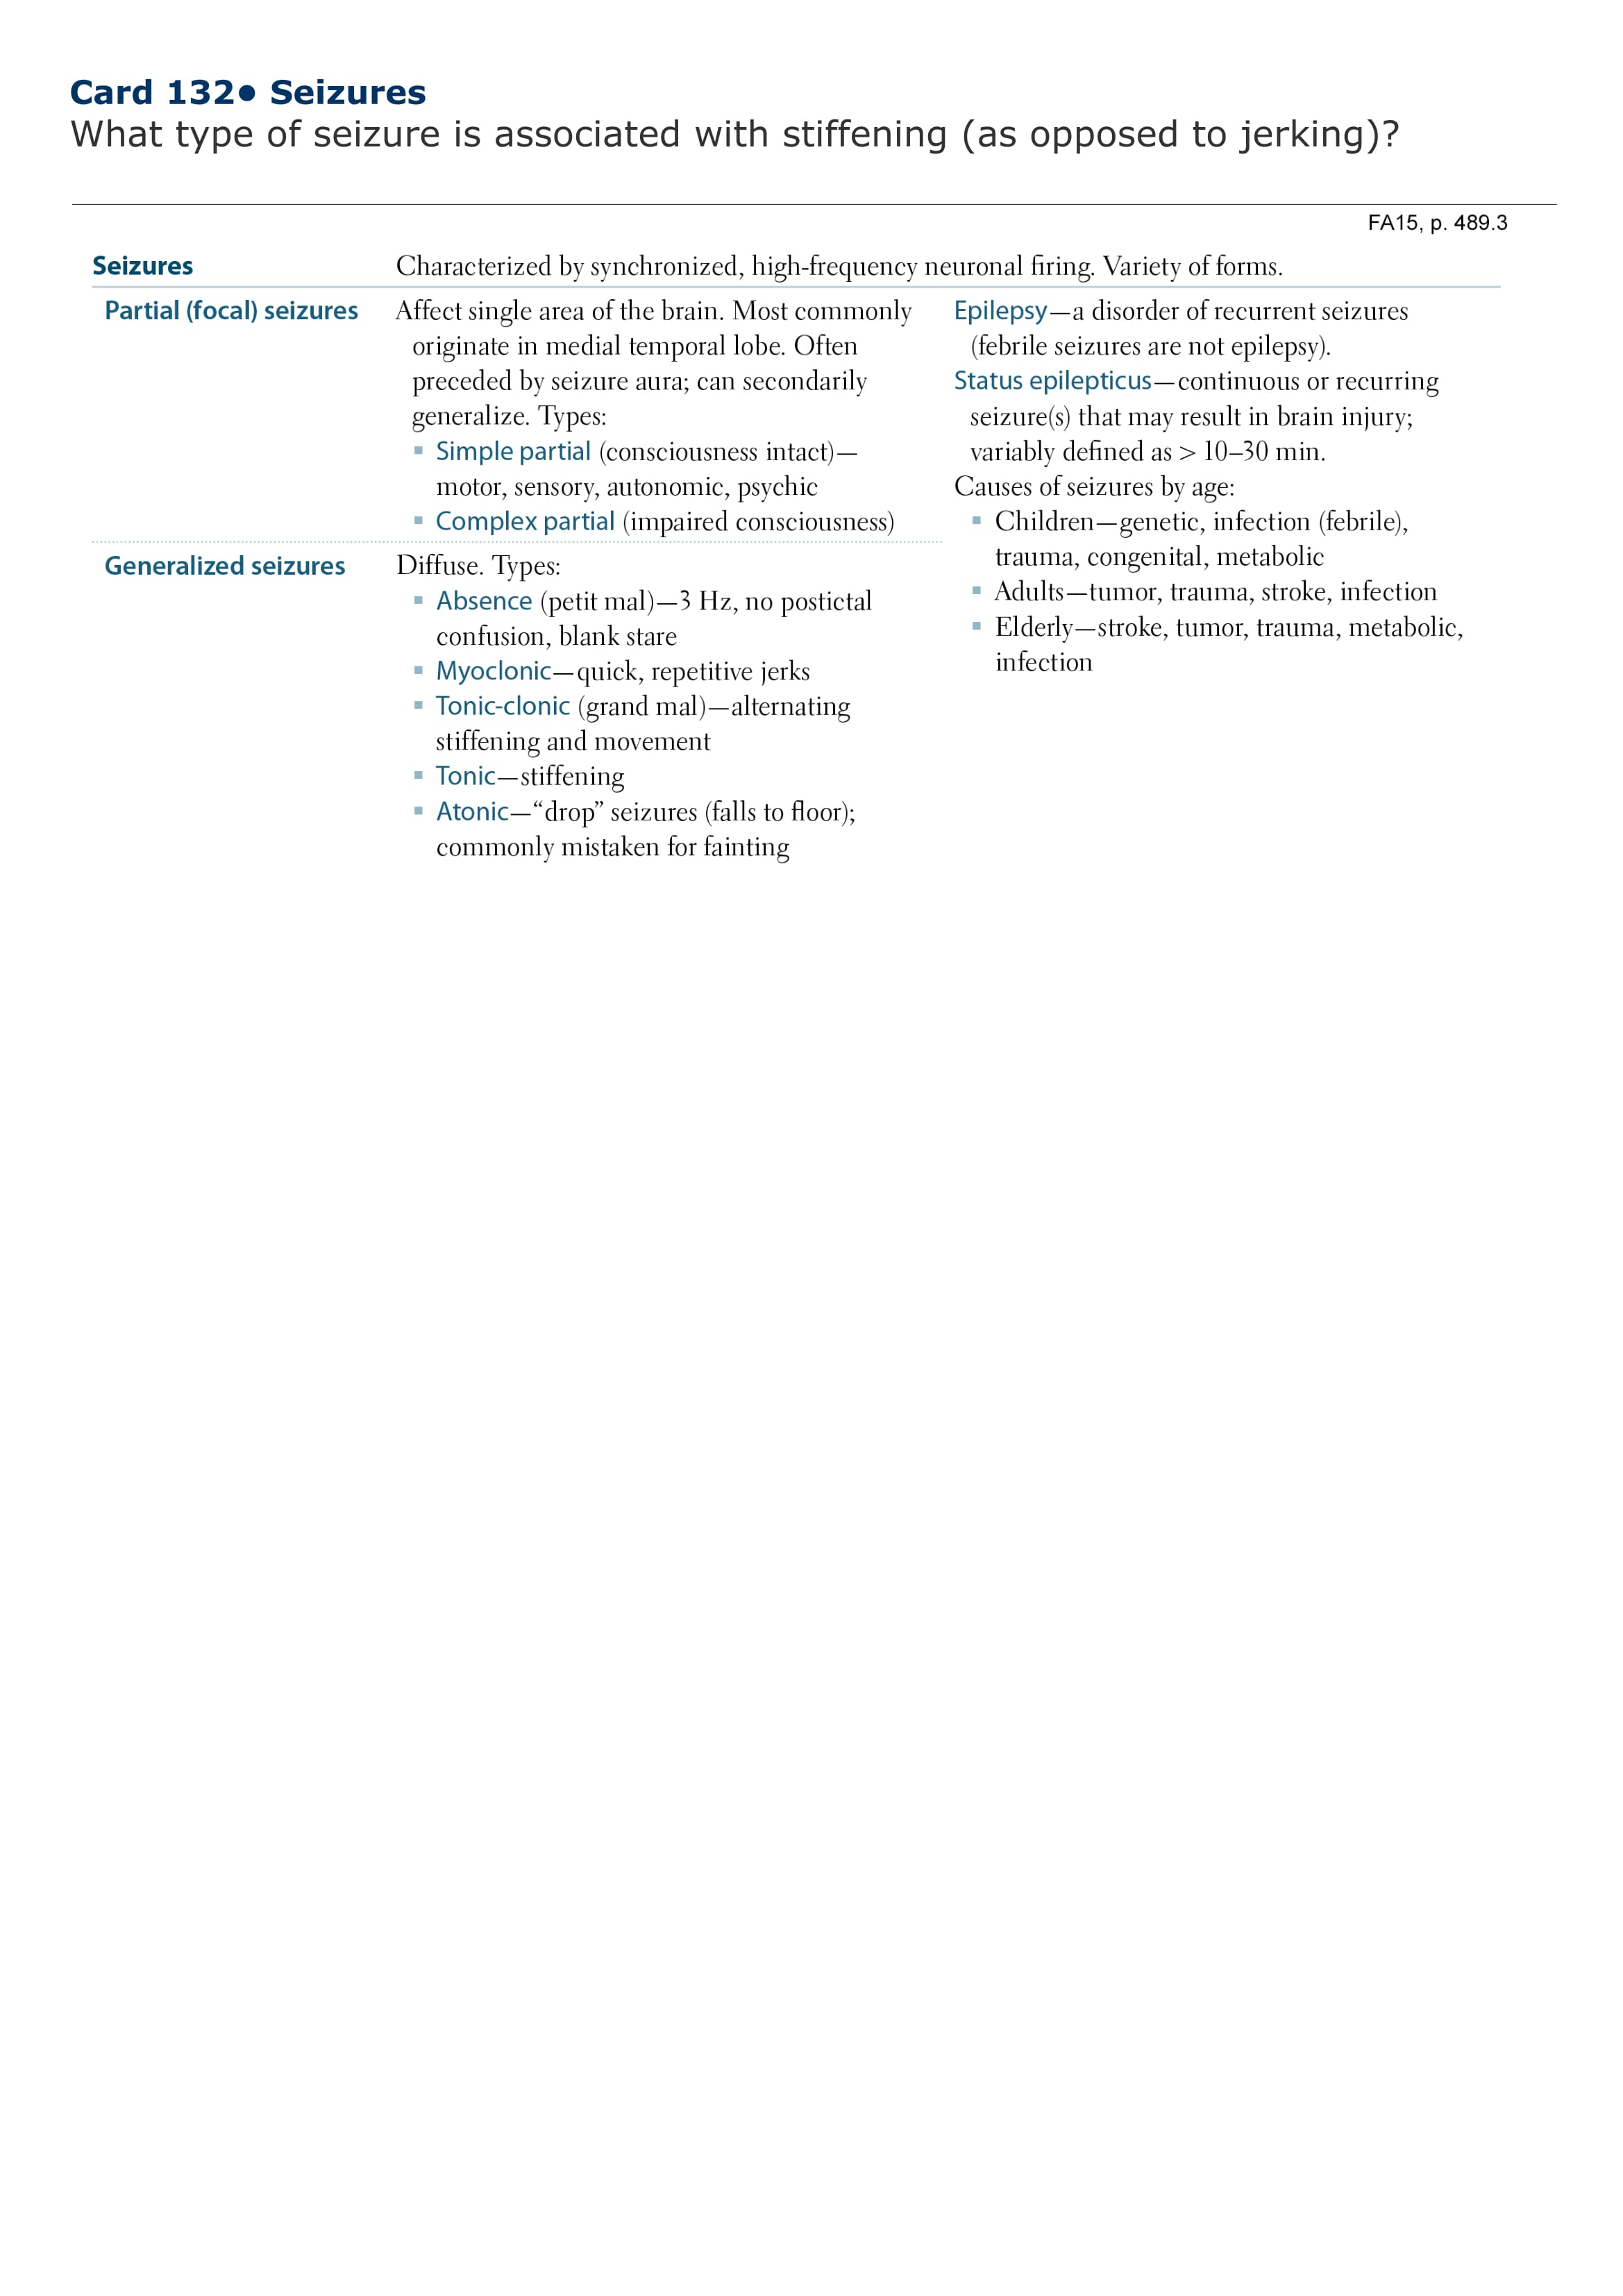 Card 132• Seizures
What type of seizure is associated with stiffening (as opposed to jerking)?
FA15, p. 489.3
Seizures
Characterized by synchronized, high-frequency neuronal firing. Variety of forms.
Partial (focal) seizures
Affect single area of the brain. Most commonly
originate in medial temporal lobe. Often
preceded by seizure aura; can secondarily
generalize. Types:
▪ Simple partial (consciousness intact)—
motor, sensory, autonomic, psychic
▪ Complex partial (impaired consciousness)
Epilepsy—a disorder of recurrent seizures
(febrile seizures are not epilepsy).
Status epilepticus—continuous or recurring
seizure(s) that may result in brain injury;
variably defined as > 10–30 min.
Causes of seizures by age:
▪ Children—genetic, infection (febrile),
trauma, congenital, metabolic
▪ Adults—tumor, trauma, stroke, infection
▪ Elderly—stroke, tumor, trauma, metabolic,
infection
Generalized seizures
Diffuse. Types:
▪ Absence (petit mal)—3 Hz, no postictal
confusion, blank stare
▪ Myoclonic—quick, repetitive jerks
▪ Tonic-clonic (grand mal)—alternating
stiffening and movement
▪ Tonic—stiffening
▪ Atonic—“drop” seizures (falls to floor);
commonly mistaken for fainting